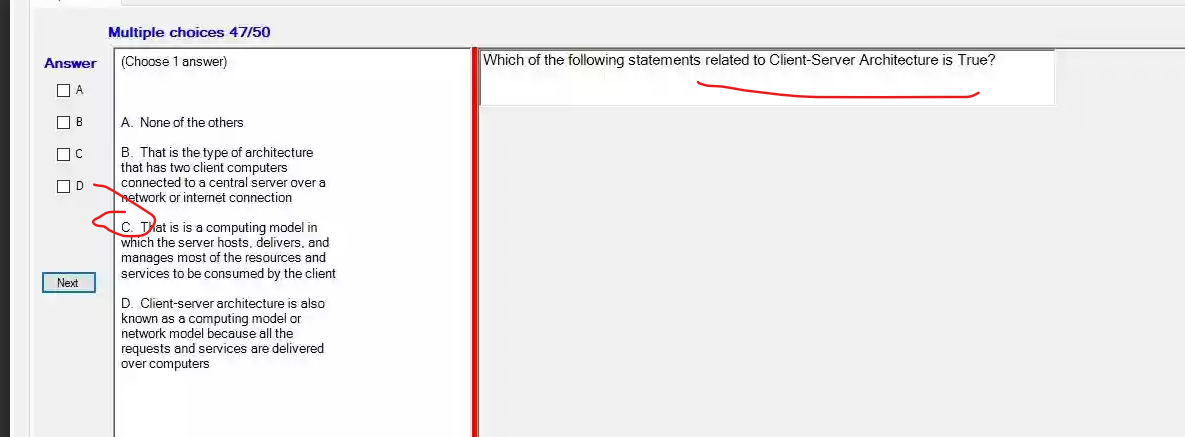 Multiple choices 47/50
Answer
A
B
C
D
Next
(Choose 1 answer)
A. None of the others
B. That is the type of architecture
that has two client computers
connected to a central server over a
network or internet connection
C. That is is a computing model in
which the server hosts, delivers, and
manages most of the resources and
services to be consumed by the client
D. Client-server architecture is also
known as a computing model or
network model because all the
requests and services are delivered
over computers
Which of the following statements related to Client-Server Architecture is True?